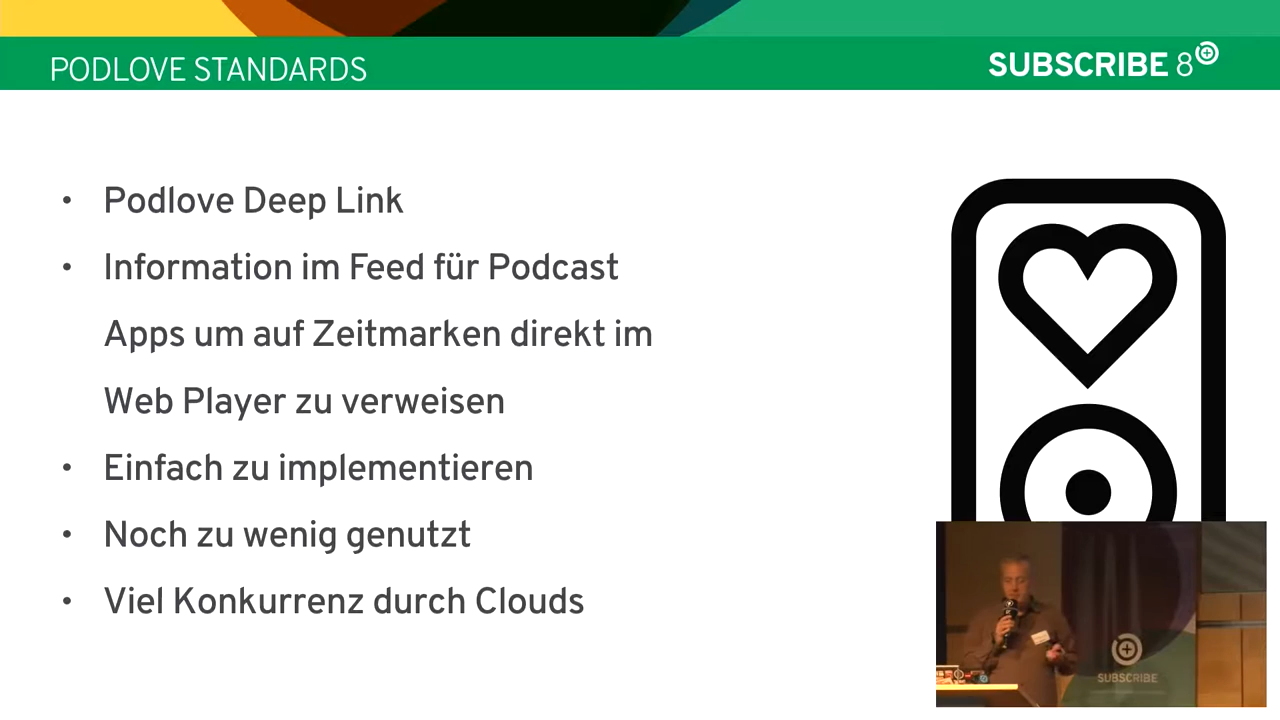 PODLOVE STANDARDS
SUBSCRIBE 8
• Podlove Deep Link
• Information im Feed für Podcast
Apps um auf Zeitmarken direkt im
Web Player zu verweisen
• Einfach zu implementieren
• Noch zu wenig genutzt
• Viel Konkurrenz durch Clouds
SUBSCRIBE